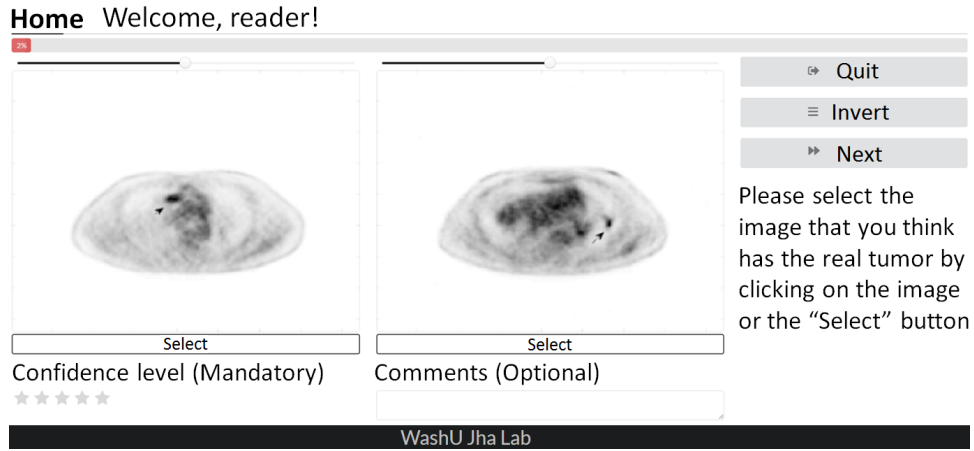 Home Welcome, reader!
2%
Quit
Invert
Next
Please select the
image that you think
has the real tumor by
clicking on the image
or the “Select” button
Select
Select
Confidence level (Mandatory)
Comments (Optional)
WashU Jha Lab